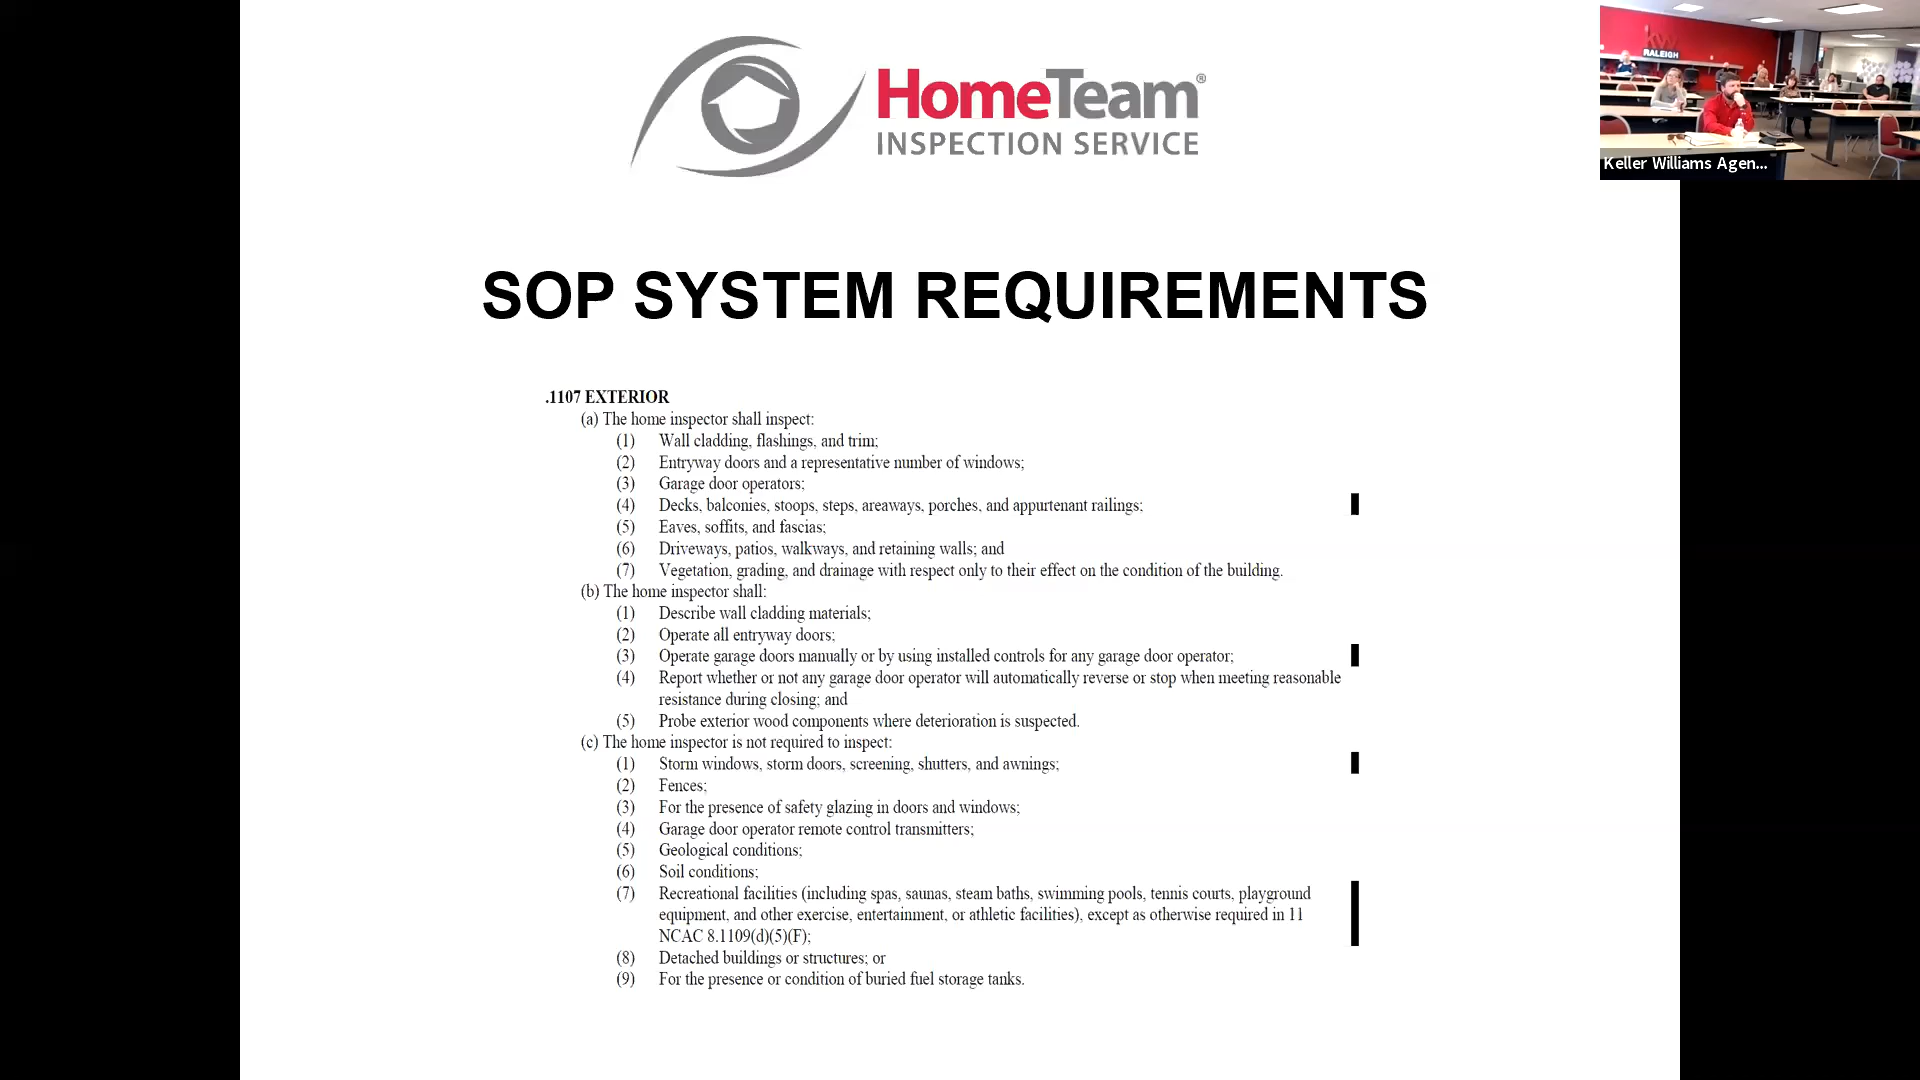 HomeTeam®
INSPECTION SERVICE
kw
RALEIGH
Keller Williams Agen...
SOP SYSTEM REQUIREMENTS
.1107 EXTERIOR
(a) The home inspector shall inspect:
(1) Wall cladding, flashings, and trim;
(2) Entryway doors and a representative number of windows;
(3) Garage door operators;
(4) Decks, balconies, stoops, steps, areaways, porches, and appurtenant railings;
(5) Eaves, soffits, and fascias;
(6) Driveways, patios, walkways, and retaining walls; and
(7) Vegetation, grading, and drainage with respect only to their effect on the condition of the building.
(b) The home inspector shall:
(1) Describe wall cladding materials;
(2) Operate all entryway doors;
(3) Operate garage doors manually or by using installed controls for any garage door operator;
(4) Report whether or not any garage door operator will automatically reverse or stop when meeting reasonable
resistance during closing; and
(5) Probe exterior wood components where deterioration is suspected.
(c) The home inspector is not required to inspect:
(1) Storm windows, storm doors, screening, shutters, and awnings;
(2) Fences;
(3) For the presence of safety glazing in doors and windows;
(4) Garage door operator remote control transmitters;
(5) Geological conditions;
(6) Soil conditions;
(7) Recreational facilities (including spas, saunas, steam baths, swimming pools, tennis courts, playground
equipment, and other exercise, entertainment, or athletic facilities), except as otherwise required in 11
NCAC 8.1109(d)(5)(F);
(8) Detached buildings or structures; or
(9) For the presence or condition of buried fuel storage tanks.